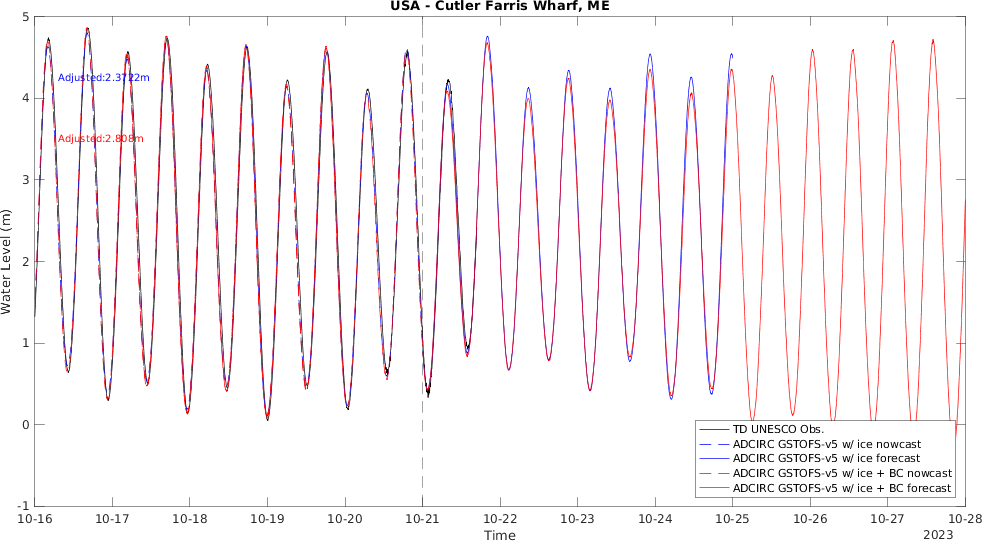 USA - Cutler Farris Wharf, ME
5
4
3
2
1
0
-1
Water Level (m)
Adjusted:2.3722m
Adjusted:2.808m
TD UNESCO Obs.
ADCIRC GSTOFS-v5 w/ ice nowcast
ADCIRC GSTOFS-v5 w/ ice forecast
ADCIRC GSTOFS-v5 w/ ice + BC nowcast
ADCIRC GSTOFS-v5 w/ ice + BC forecast
10-16 10-17 10-18 10-19 10-20 10-21 10-22 10-23 10-24 10-25 10-26 10-27 10-28
Time
2023